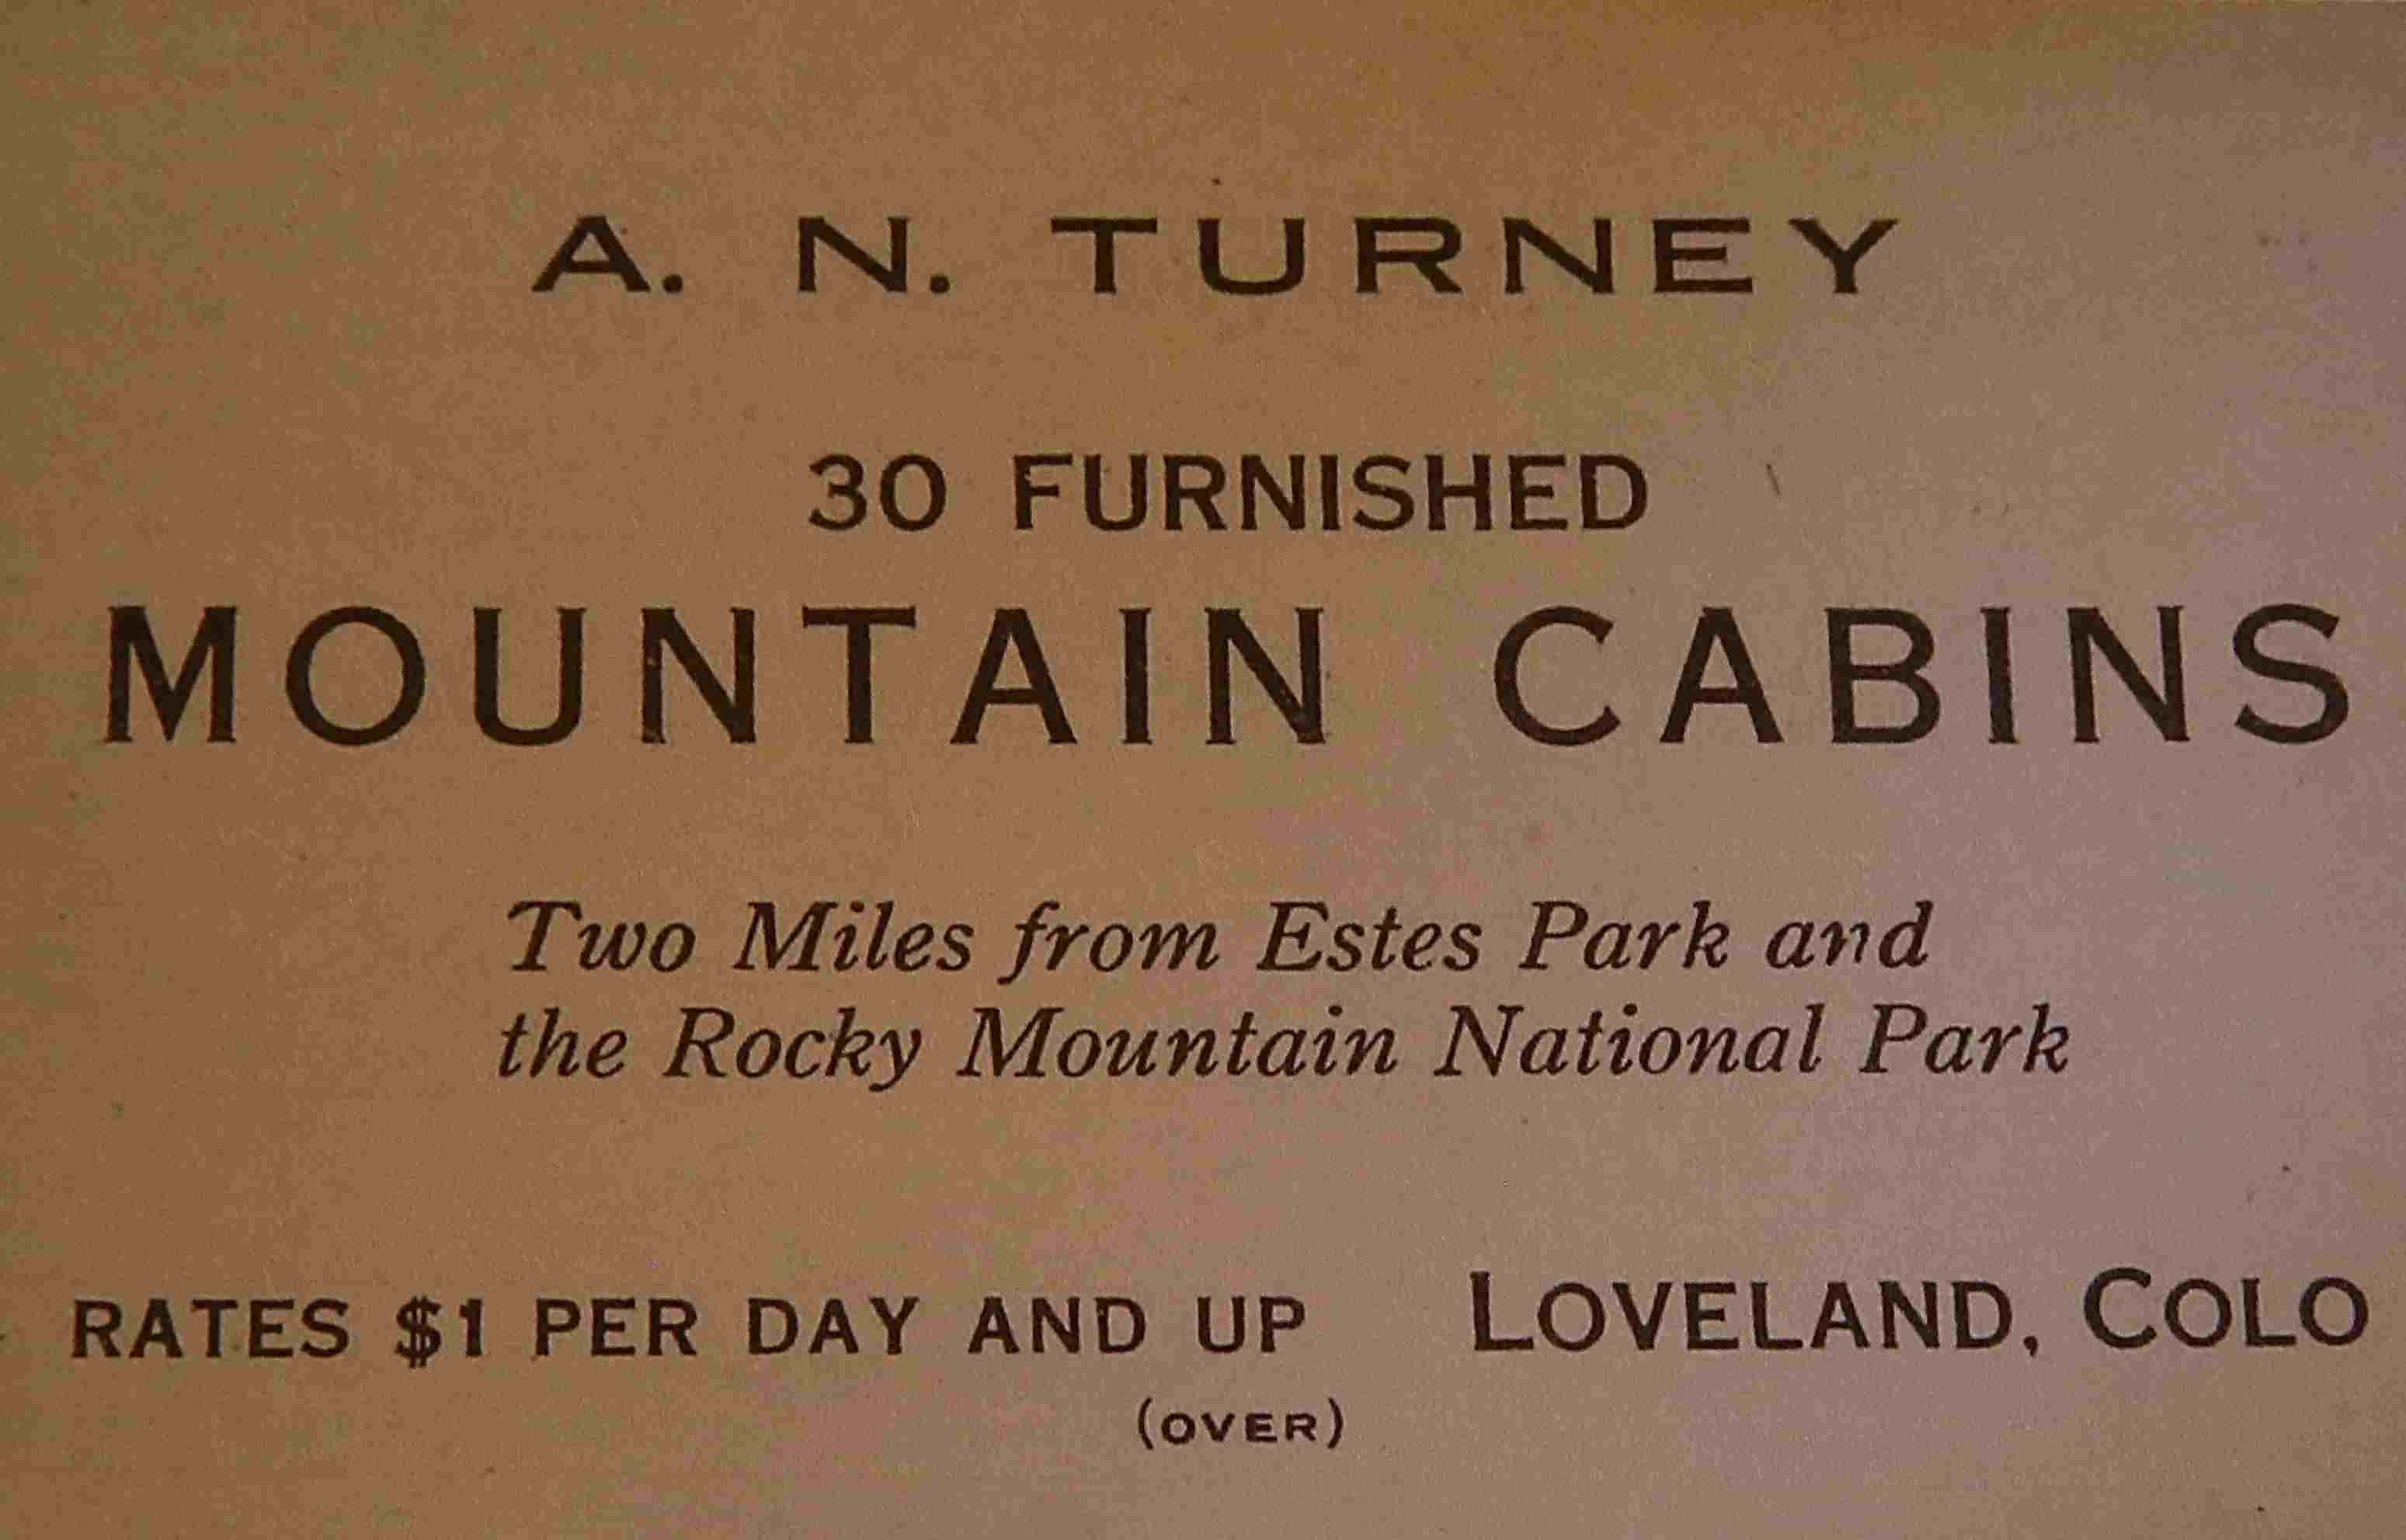 A. N. TURNEY
30 FURNISHED
MOUNTAIN CABINS
Two Miles from Estes Park and
the Rocky Mountain National Park
RATES $1 PER DAY AND UP LOVELAND, COLO
(OVER)